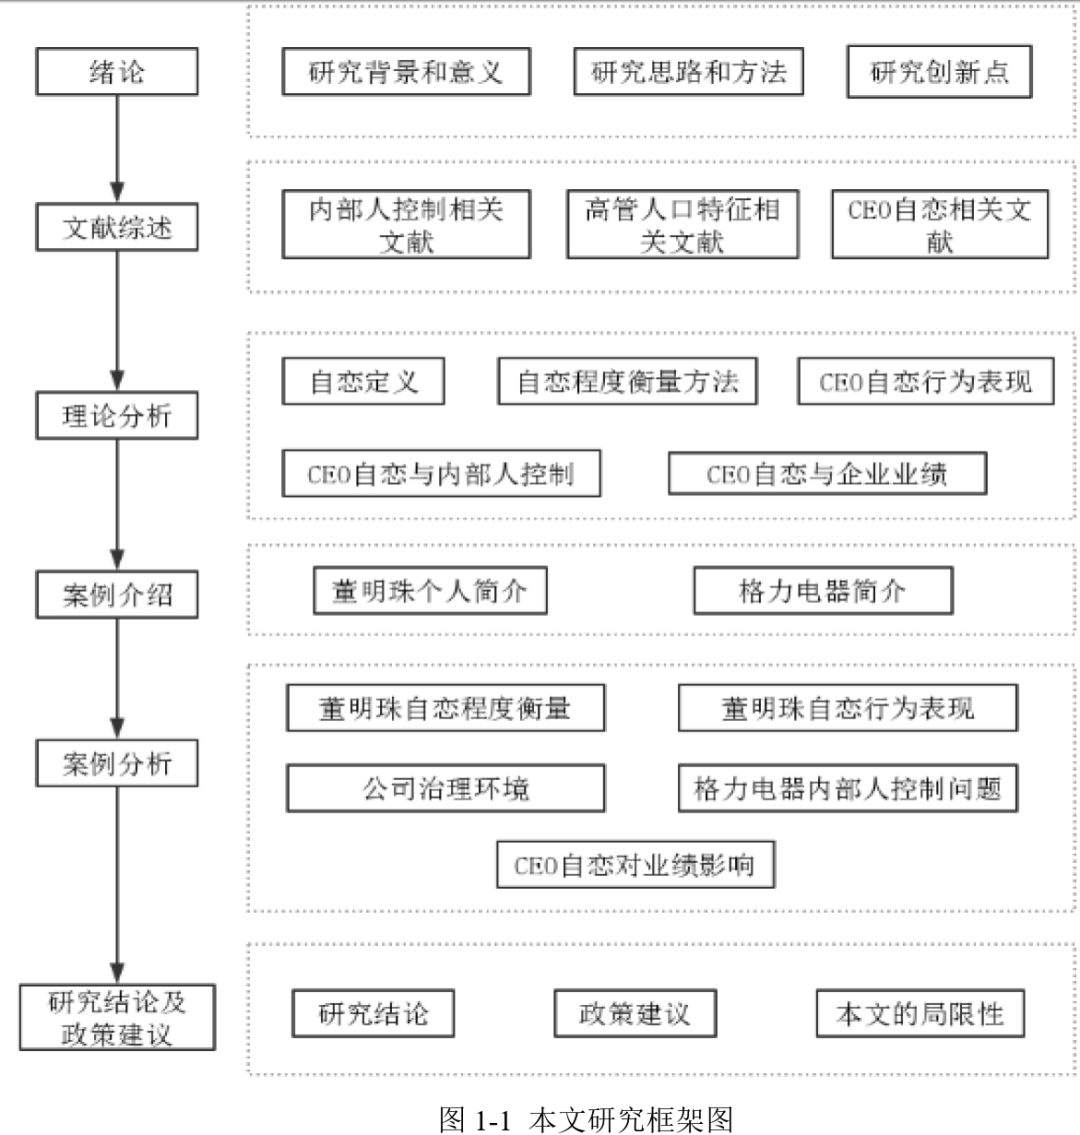 绪论
研究背景和意义
研究思路和方法
研究创新点
文献综述
内部人控制相关
文献
高管人口特征相
关文献
CEO自恋相关文
献
理论分析
自恋定义
自恋程度衡量方法
CEO自恋行为表现
CEO自恋与内部人控制
CEO自恋与企业业绩
案例介绍
董明珠个人简介
格力电器简介
案例分析
董明珠自恋程度衡量
董明珠自恋行为表现
公司治理环境
格力电器内部人控制问题
CEO自恋对业绩影响
研究结论及
政策建议
研究结论
政策建议
本文的局限性
图 1-1 本文研究框架图